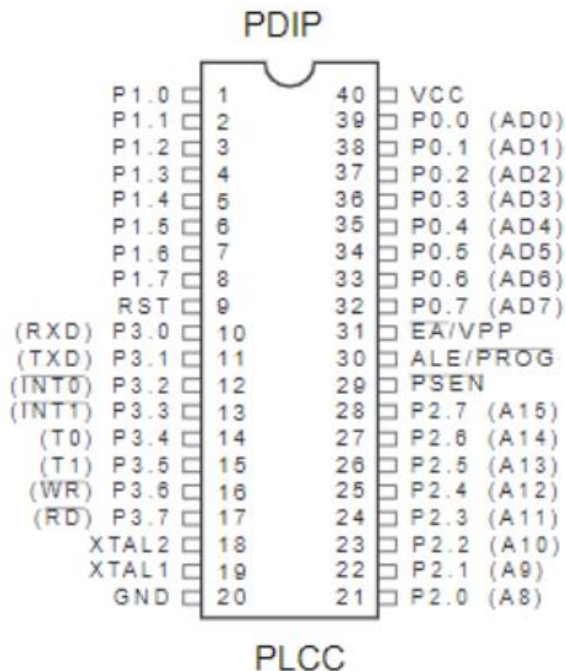 PDIP
P1.0 1 40 VCC
P1.1 2 39 P0.0 (AD0)
P1.2 3 38 P0.1 (AD1)
P1.3 4 37 P0.2 (AD2)
P1.4 5 36 P0.3 (AD3)
P1.5 6 35 P0.4 (AD4)
P1.6 7 34 P0.5 (AD5)
P1.7 8 33 P0.6 (AD6)
RST 9 32 P0.7 (AD7)
(RXD) P3.0 10 31 E̅A̅/VPP
(TXD) P3.1 11 30 ALE/P̅R̅O̅G̅
(I̅N̅T̅0̅) P3.2 12 29 P̅S̅E̅N̅
(I̅N̅T̅1̅) P3.3 13 28 P2.7 (A15)
(T0) P3.4 14 27 P2.6 (A14)
(T1) P3.5 15 26 P2.5 (A13)
(W̅R̅) P3.6 16 25 P2.4 (A12)
(R̅D̅) P3.7 17 24 P2.3 (A11)
XTAL2 18 23 P2.2 (A10)
XTAL1 19 22 P2.1 (A9)
GND 20 21 P2.0 (A8)
PLCC